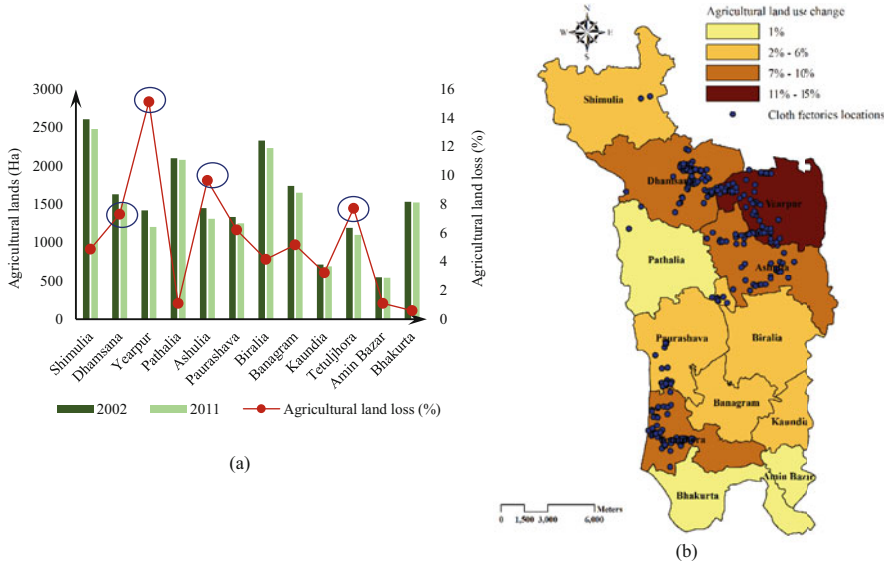 3000
2500
2000
1500
1000
500
0
Agricultural lands (Ha)
16
14
12
10
8
6
4
2
0
Agricultural land loss (%)
Shimulia
Dhamsana
Yearpur
Pathalia
Ashulia
Paurashava
Biralia
Banagram
Kaundia
Tetuljhora
Amin Bazar
Bhakurta
2002
2011
Agricultural land loss (%)
(a)
N
W
E
S
Agricultural land use change
1%
2% - 6%
7% - 10%
11% - 15%
Cloth factories locations
Shimulia
Yearpur
Pathalia
Paurashava
Biralia
Banagram
Kaundia
Amin Bazar
Bhakurta
Meters
0
1,500
3,000
6,000
(b)